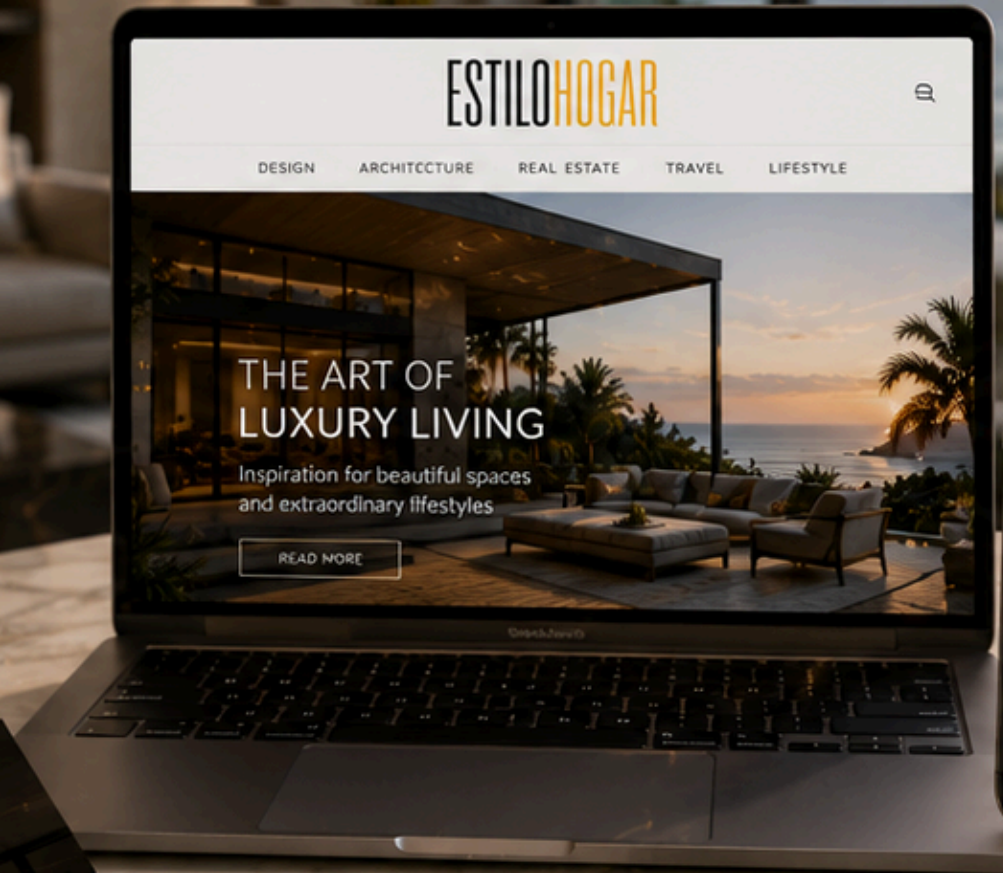 ESTILOHOGAR
DESIGN ARCHITCCTURE REAL ESTATE TRAVEL LIFESTYLE
THE ART OF
LUXURY LIVING
Inspiration for beautiful spaces
and extraordinary lifestyles
READ MORE